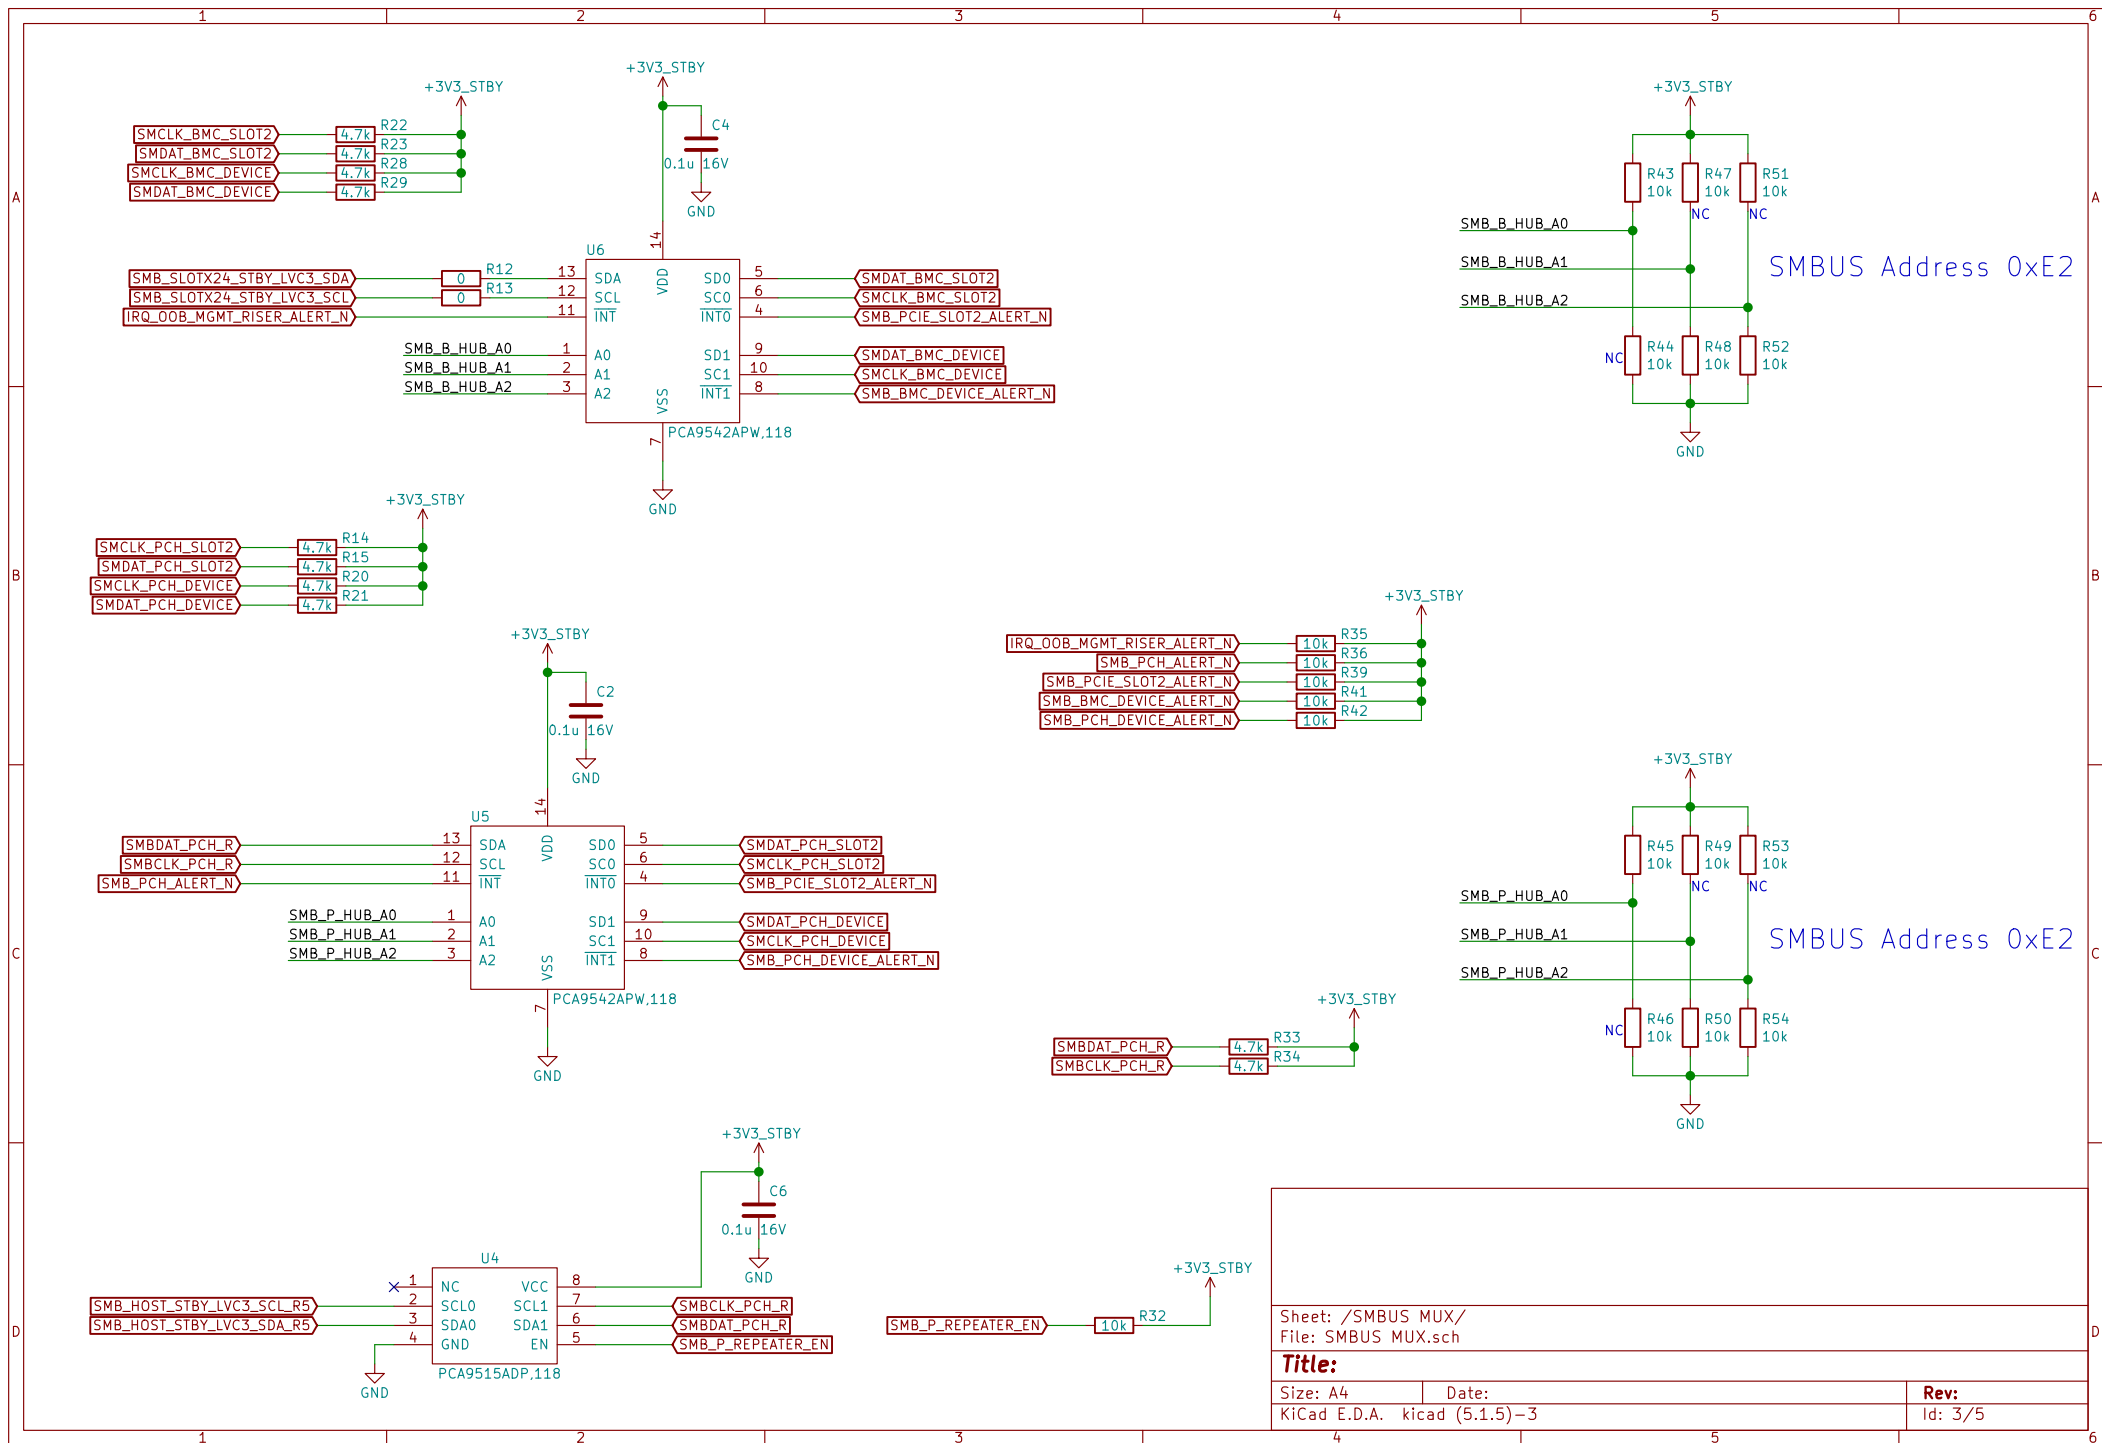 1 2 3 4 5 6
A
B
C
D
A
B
C
D
1 2 3 4 5 6
+3V3_STBY
SMCLK_BMC_SLOT2 4.7k R22
SMDAT_BMC_SLOT2 4.7k R23
SMCLK_BMC_DEVICE 4.7k R28
SMDAT_BMC_DEVICE 4.7k R29
+3V3_STBY
C4
0.1u 16V
GND
U6
14
SMB_SLOTX24_STBY_LVC3_SDA 0 R12 13 SDA VDD SD0 5 SMDAT_BMC_SLOT2
SMB_SLOTX24_STBY_LVC3_SCL 0 R13 12 SCL SC0 6 SMCLK_BMC_SLOT2
IRQ_OOB_MGMT_RISER_ALERT_N 11 INT INT0 4 SMB_PCIE_SLOT2_ALERT_N
SMB_B_HUB_A0 1 A0 SD1 9 SMDAT_BMC_DEVICE
SMB_B_HUB_A1 2 A1 SC1 10 SMCLK_BMC_DEVICE
SMB_B_HUB_A2 3 A2 VSS INT1 8 SMB_BMC_DEVICE_ALERT_N
7 PCA9542APW,118
GND
+3V3_STBY
R43 R47 R51
10k 10k 10k
NC NC
SMB_B_HUB_A0
SMB_B_HUB_A1
SMB_B_HUB_A2
SMBUS Address 0xE2
NC R44 R48 R52
10k 10k 10k
GND
+3V3_STBY
SMCLK_PCH_SLOT2 4.7k R14
SMDAT_PCH_SLOT2 4.7k R15
SMCLK_PCH_DEVICE 4.7k R20
SMDAT_PCH_DEVICE 4.7k R21
+3V3_STBY
C2
0.1u 16V
GND
+3V3_STBY
IRQ_OOB_MGMT_RISER_ALERT_N 10k R35
SMB_PCH_ALERT_N 10k R36
SMB_PCIE_SLOT2_ALERT_N 10k R39
SMB_BMC_DEVICE_ALERT_N 10k R41
SMB_PCH_DEVICE_ALERT_N 10k R42
U5
14
SMBDAT_PCH_R 13 SDA VDD SD0 5 SMDAT_PCH_SLOT2
SMBCLK_PCH_R 12 SCL SC0 6 SMCLK_PCH_SLOT2
SMB_PCH_ALERT_N 11 INT INT0 4 SMB_PCIE_SLOT2_ALERT_N
SMB_P_HUB_A0 1 A0 SD1 9 SMDAT_PCH_DEVICE
SMB_P_HUB_A1 2 A1 SC1 10 SMCLK_PCH_DEVICE
SMB_P_HUB_A2 3 A2 VSS INT1 8 SMB_PCH_DEVICE_ALERT_N
7 PCA9542APW,118
GND
+3V3_STBY
R45 R49 R53
10k 10k 10k
NC NC
SMB_P_HUB_A0
SMB_P_HUB_A1
SMB_P_HUB_A2
SMBUS Address 0xE2
NC R46 R50 R54
10k 10k 10k
GND
+3V3_STBY
SMBDAT_PCH_R 4.7k R33
SMBCLK_PCH_R 4.7k R34
+3V3_STBY
C6
0.1u 16V
GND
U4
1 NC VCC 8
SMB_HOST_STBY_LVC3_SCL_R5 2 SCL0 SCL1 7 SMBCLK_PCH_R
SMB_HOST_STBY_LVC3_SDA_R5 3 SDA0 SDA1 6 SMBDAT_PCH_R
4 GND EN 5 SMB_P_REPEATER_EN
PCA9515ADP,118
GND
+3V3_STBY
SMB_P_REPEATER_EN 10k R32
Sheet: /SMBUS MUX/
File: SMBUS MUX.sch
Title:
Size: A4 Date: Rev:
KiCad E.D.A. kicad (5.1.5)-3 Id: 3/5